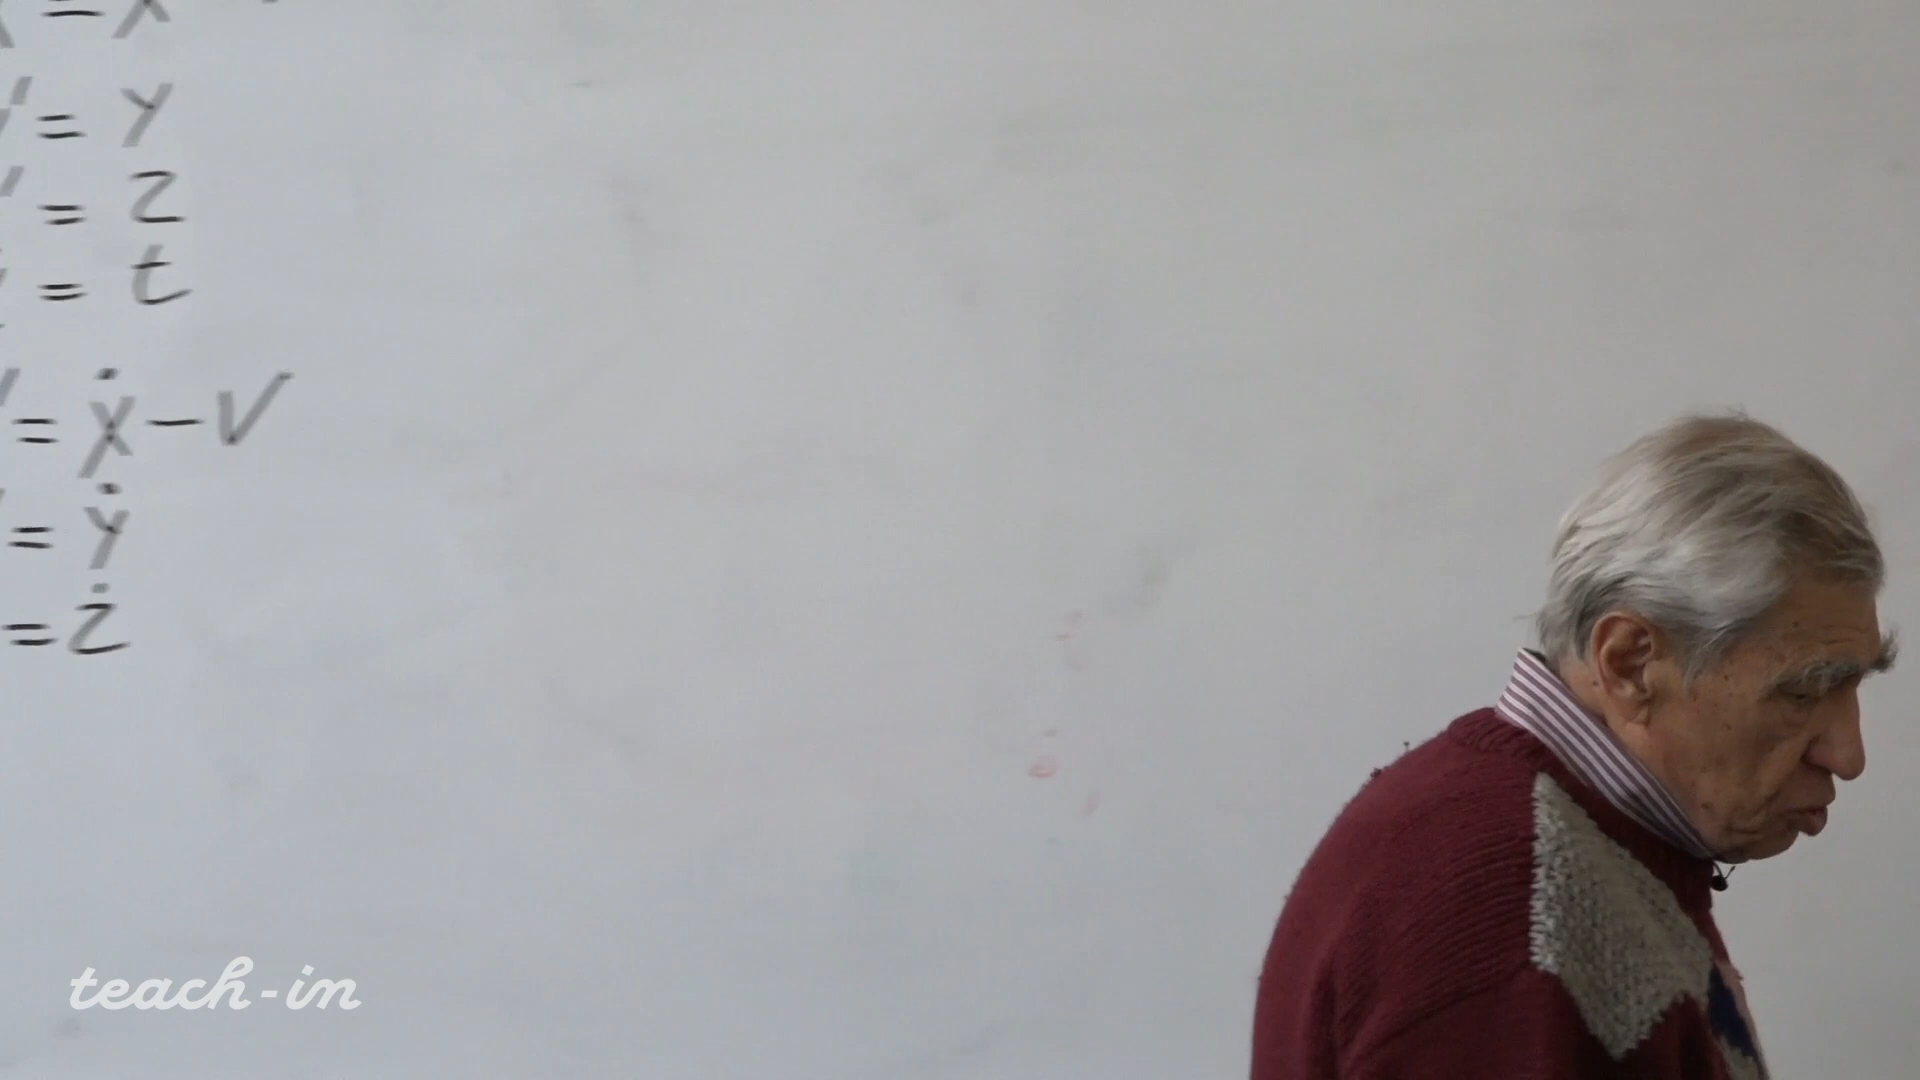 = x
' = y
' = z
= t
' = ẋ − V
= ẏ
= ż
teach-in